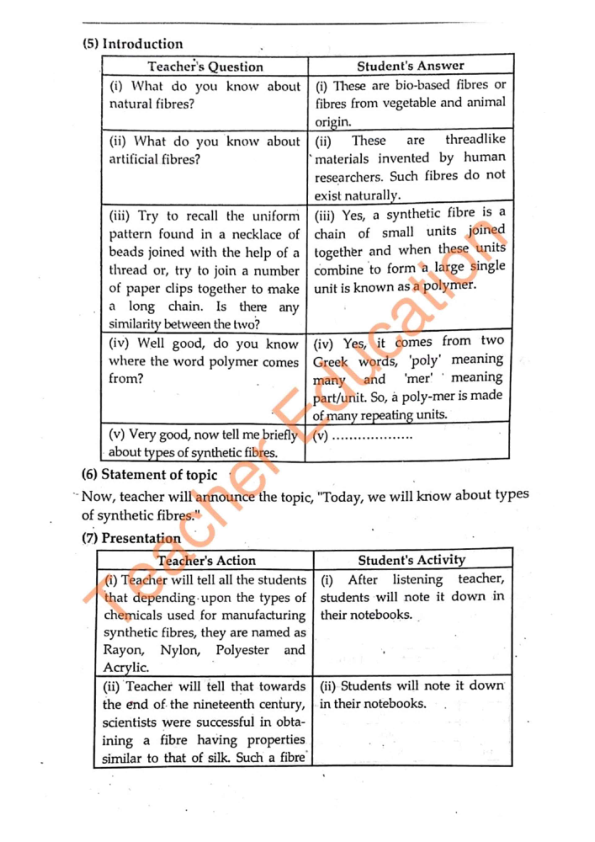 (5) Introduction
Teacher's Question
Student's Answer
(i) What do you know about
natural fibres?
(i) These are bio-based fibres or
fibres from vegetable and animal
origin.
(ii) What do you know about
artificial fibres?
(ii) These are threadlike
materials invented by human
researchers. Such fibres do not
exist naturally.
(iii) Try to recall the uniform
pattern found in a necklace of
beads joined with the help of a
thread or, try to join a number
of paper clips together to make
a long chain. Is there any
similarity between the two?
(iii) Yes, a synthetic fibre is a
chain of small units joined
together and when these units
combine to form a large single
unit is known as a polymer.
(iv) Well good, do you know
where the word polymer comes
from?
(iv) Yes, it comes from two
Greek words, 'poly' meaning
many and 'mer' meaning
part/unit. So, a poly-mer is made
of many repeating units.
(v) Very good, now tell me briefly
about types of synthetic fibres.
(v) ...................
(6) Statement of topic
Now, teacher will announce the topic, "Today, we will know about types
of synthetic fibres."
(7) Presentation
Teacher's Action
Student's Activity
(i) Teacher will tell all the students
that depending upon the types of
chemicals used for manufacturing
synthetic fibres, they are named as
Rayon, Nylon, Polyester and
Acrylic.
(i) After listening teacher,
students will note it down in
their notebooks.
(ii) Teacher will tell that towards
the end of the nineteenth century,
scientists were successful in obta-
ining a fibre having properties
similar to that of silk. Such a fibre
(ii) Students will note it down
in their notebooks.
Teacher Education